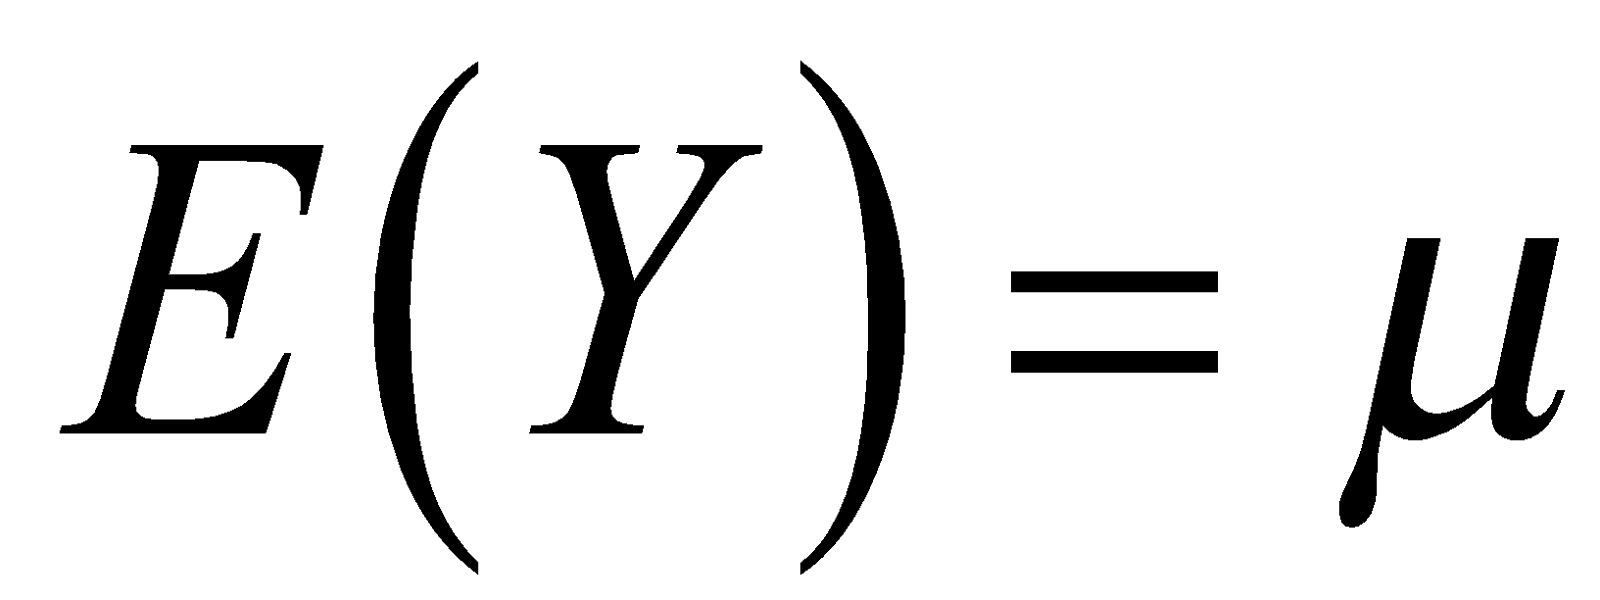 E(Y) = μ